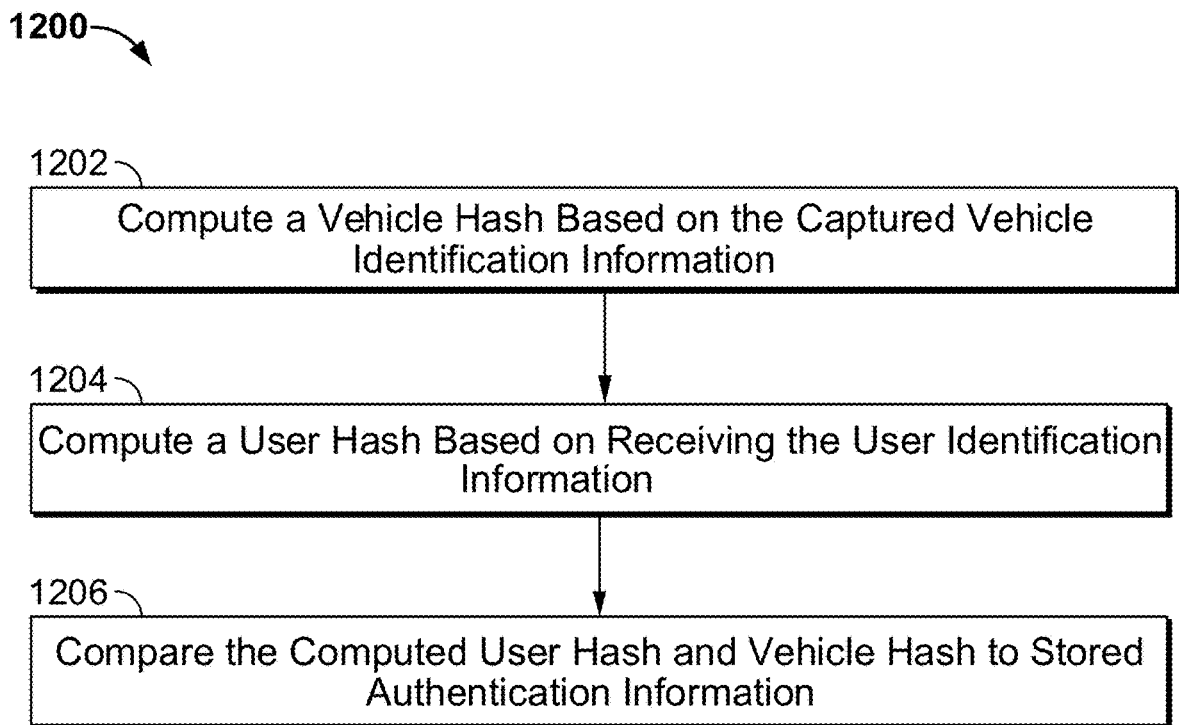 1200
1202
Compute a Vehicle Hash Based on the Captured Vehicle
Identification Information
1204
Compute a User Hash Based on Receiving the User Identification
Information
1206
Compare the Computed User Hash and Vehicle Hash to Stored
Authentication Information